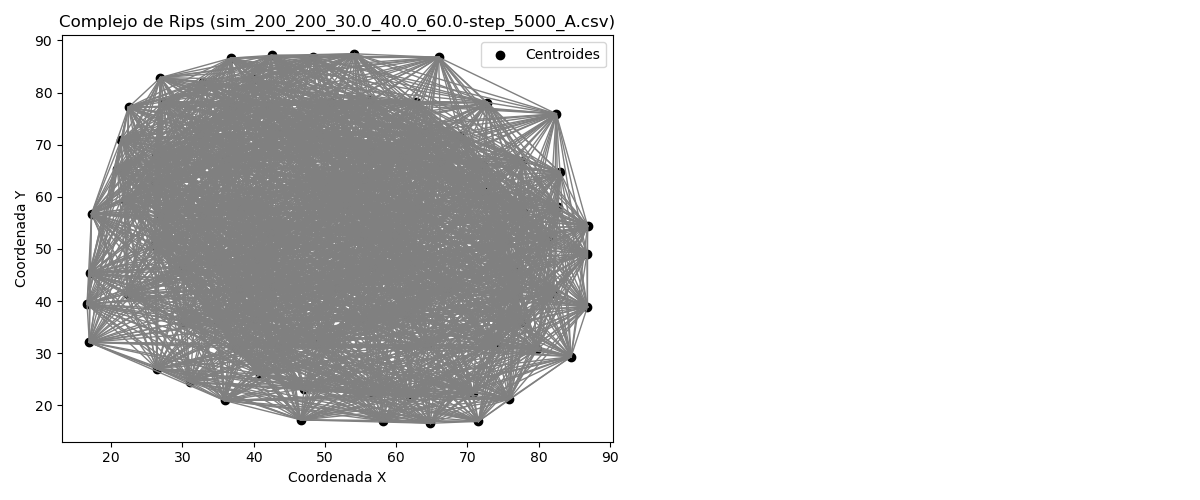 Complejo de Rips (sim_200_200_30.0_40.0_60.0-step_5000_A.csv)
Centroides
90
80
70
60
50
40
30
20
Coordenada Y
20 30 40 50 60 70 80 90
Coordenada X